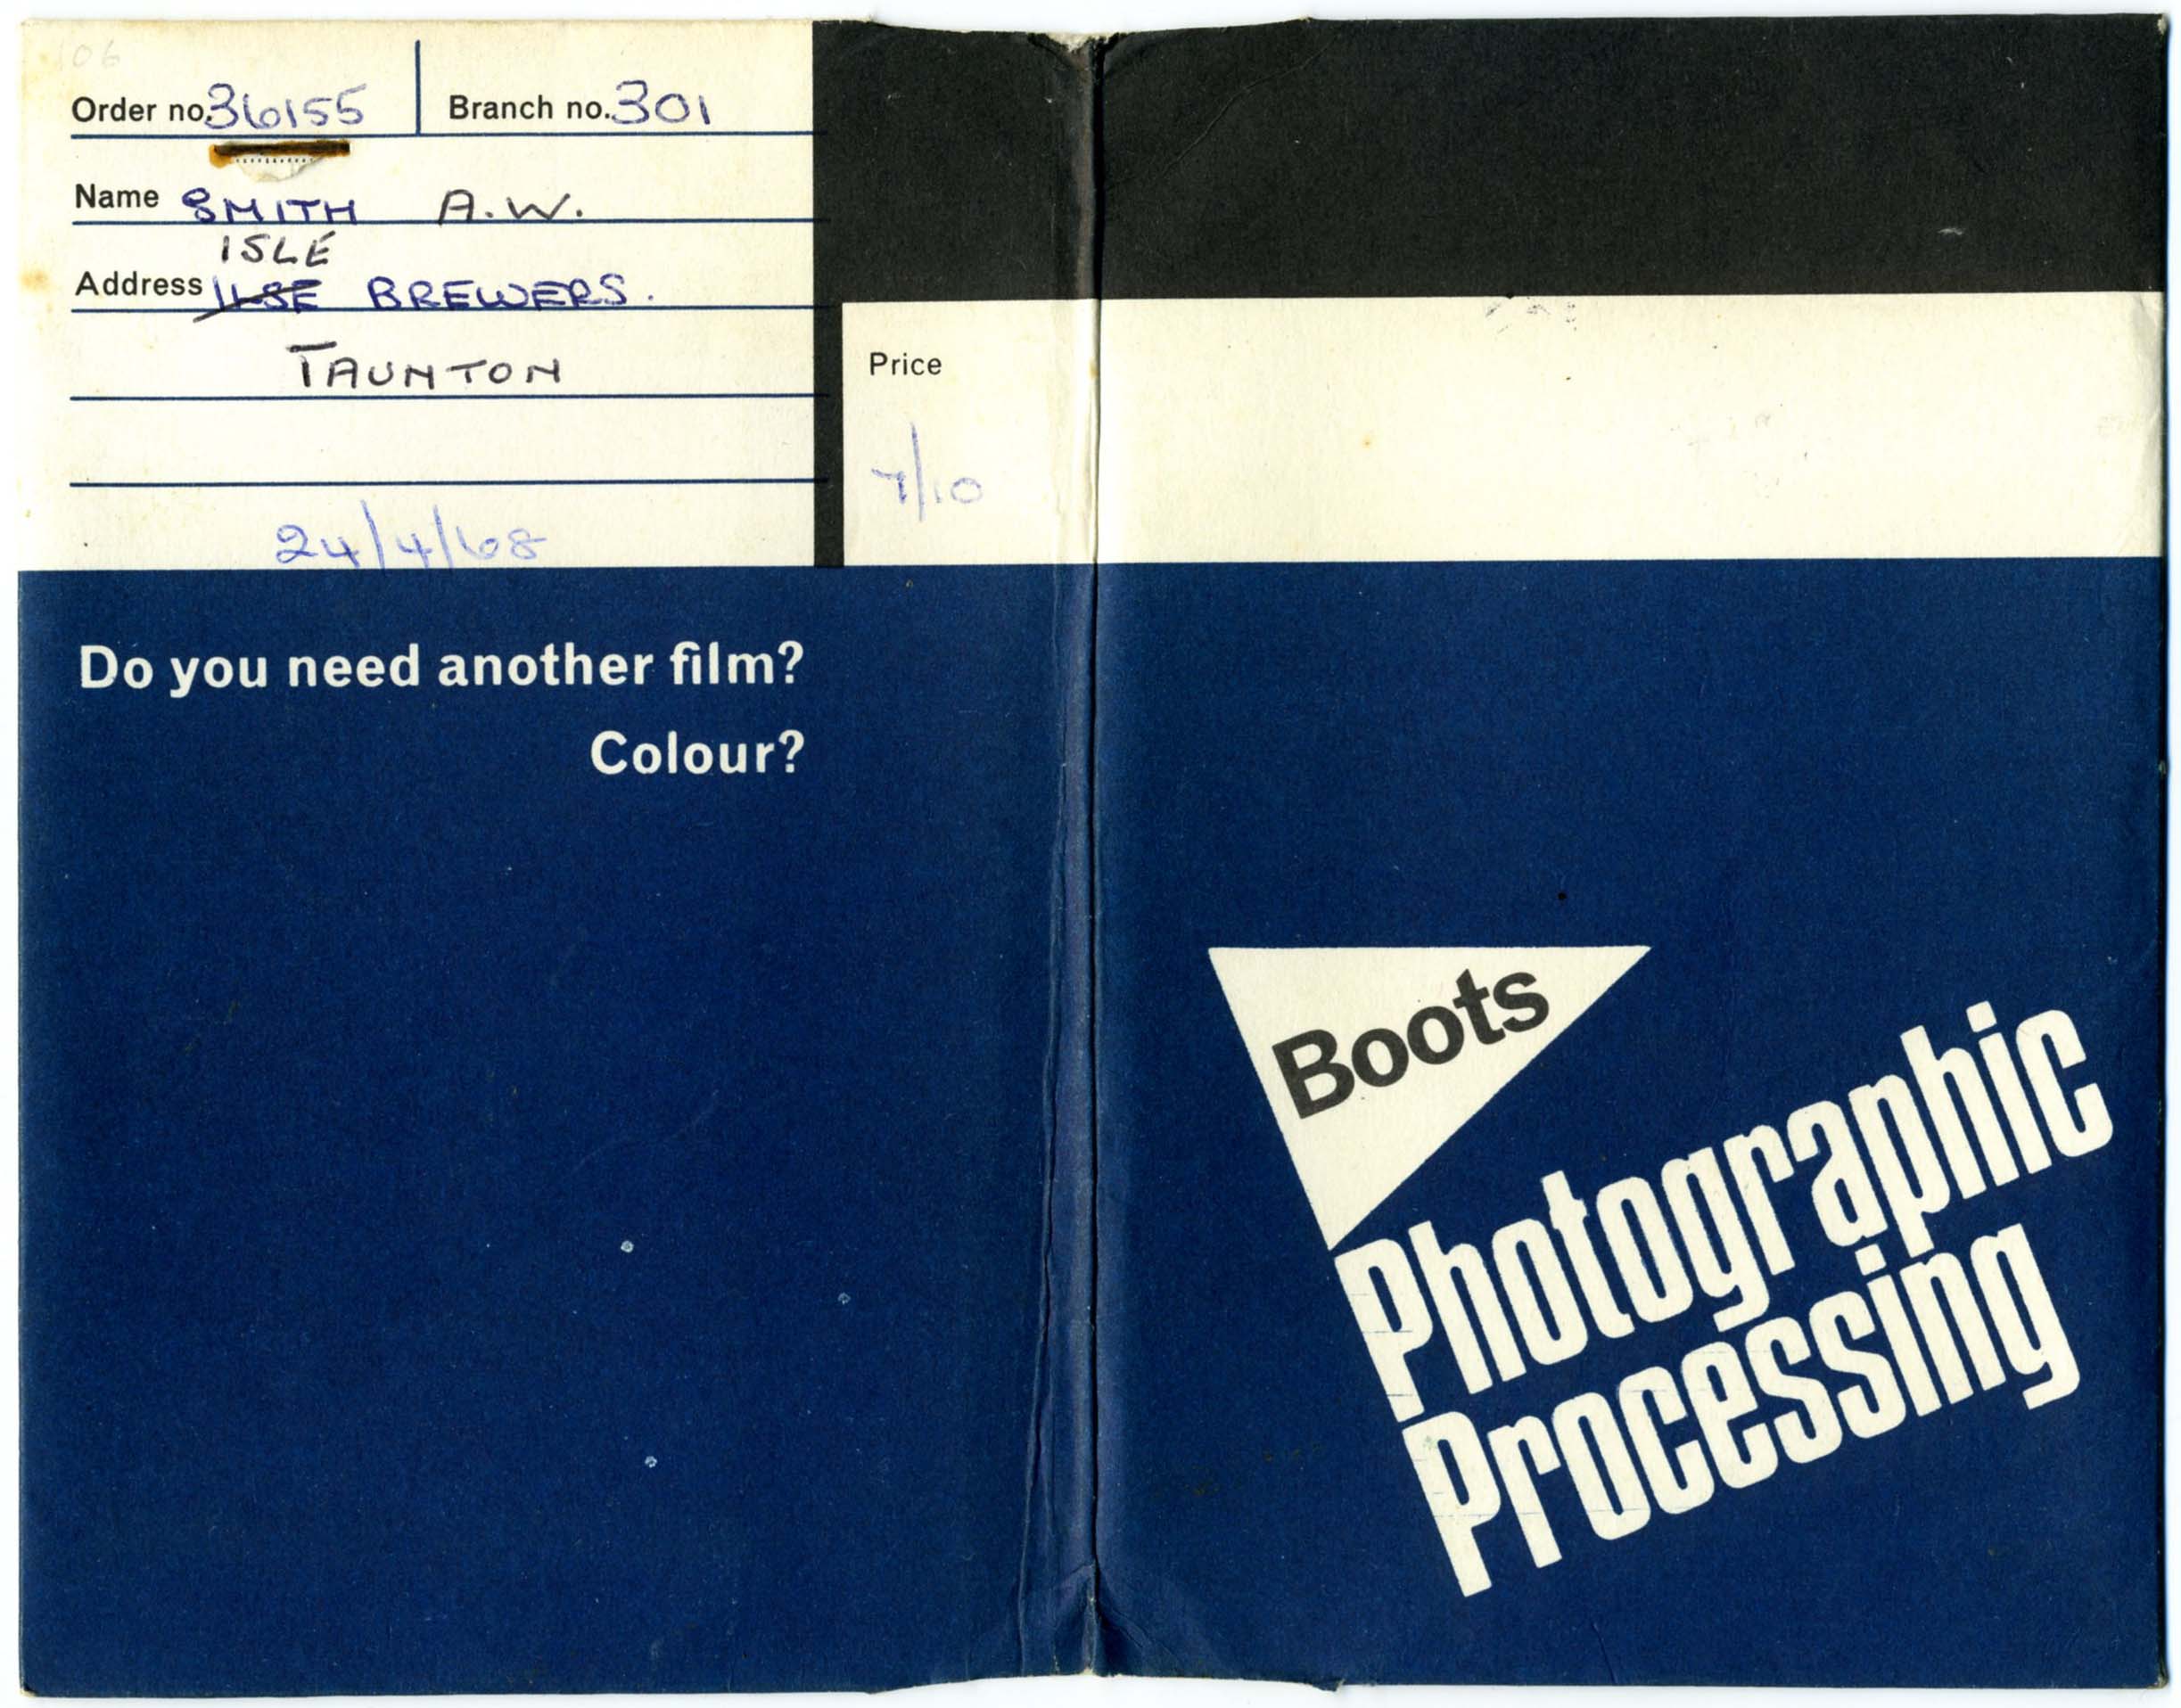 106
Order no. 36155 Branch no. 301
Name SMITH A.W.
ISLE
Address ILSE BREWERS.
TAUNTON
24/4/68
Price
7/10
Do you need another film?
Colour?
Boots
Photographic
Processing